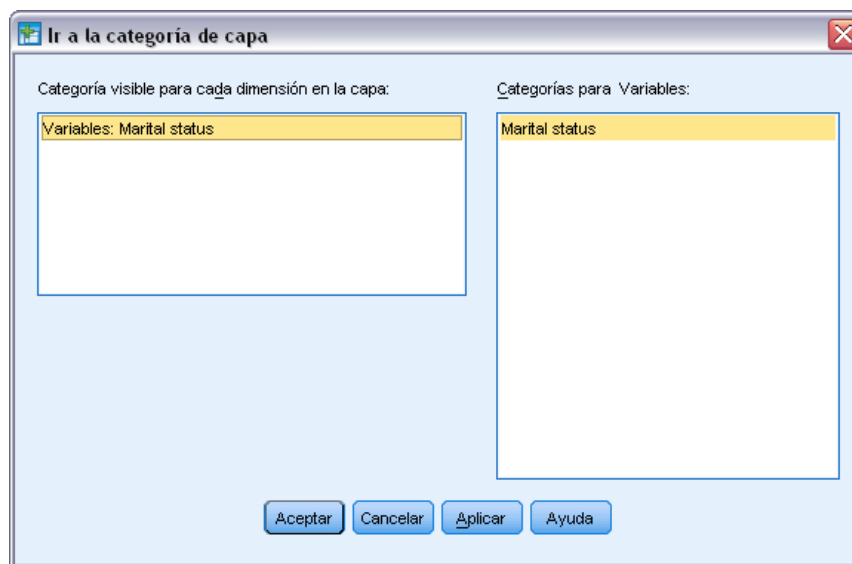 Ir a la categoría de capa
Categoría visible para cada dimensión en la capa:
Variables: Marital status
Categorías para Variables:
Marital status
Aceptar
Cancelar
Aplicar
Ayuda